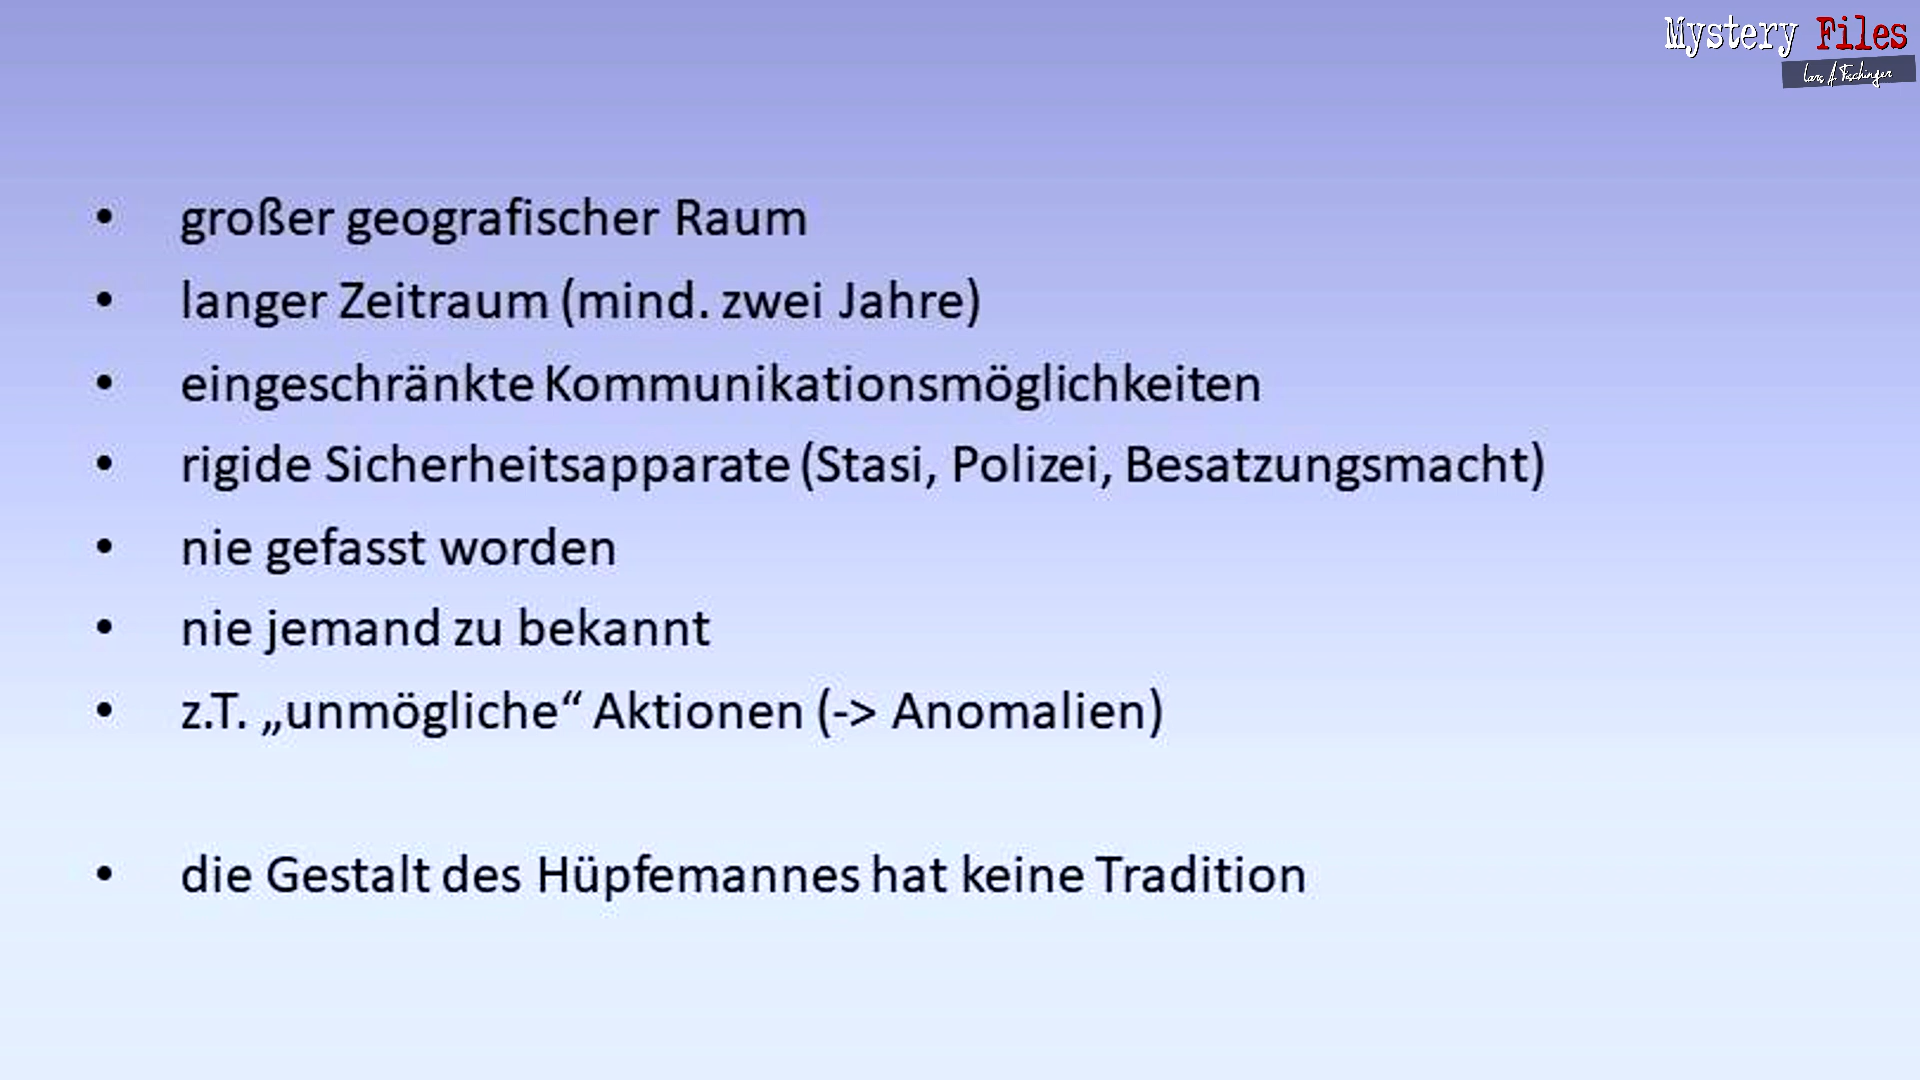 Mystery Files
Lars A. Fischinger
• großer geografischer Raum
• langer Zeitraum (mind. zwei Jahre)
• eingeschränkte Kommunikationsmöglichkeiten
• rigide Sicherheitsapparate (Stasi, Polizei, Besatzungsmacht)
• nie gefasst worden
• nie jemand zu bekannt
• z.T. „unmögliche“ Aktionen (-> Anomalien)
• die Gestalt des Hüpfemannes hat keine Tradition